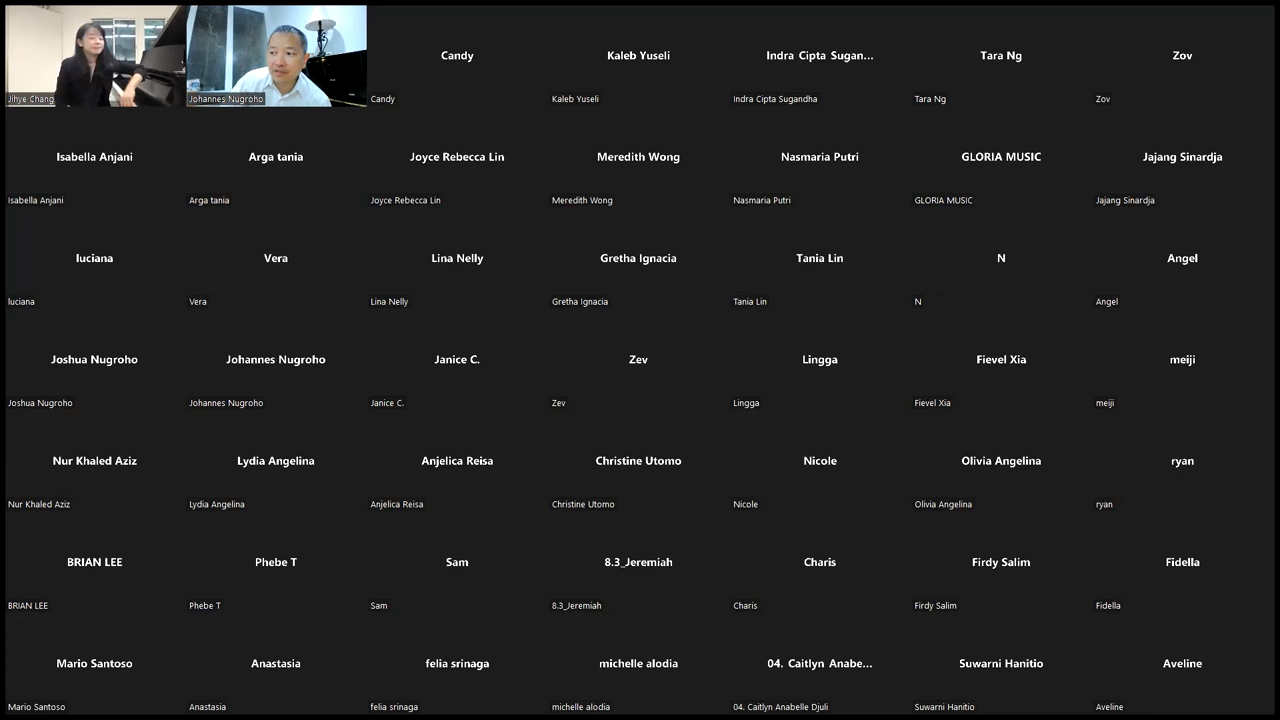 Candy
Kaleb Yuseli
Indra Cipta Sugan...
Tara Ng
Zov
Jihye Chang
Johannes Nugroho
Candy
Kaleb Yuseli
Indra Cipta Sugandha
Tara Ng
Zov
Isabella Anjani
Arga tania
Joyce Rebecca Lin
Meredith Wong
Nasmaria Putri
GLORIA MUSIC
Jajang Sinardja
Isabella Anjani
Arga tania
Joyce Rebecca Lin
Meredith Wong
Nasmaria Putri
GLORIA MUSIC
Jajang Sinardja
luciana
Vera
Lina Nelly
Gretha Ignacia
Tania Lin
N
Angel
luciana
Vera
Lina Nelly
Gretha Ignacia
Tania Lin
N
Angel
Joshua Nugroho
Johannes Nugroho
Janice C.
Zev
Lingga
Fievel Xia
meiji
Joshua Nugroho
Johannes Nugroho
Janice C.
Zev
Lingga
Fievel Xia
meiji
Nur Khaled Aziz
Lydia Angelina
Anjelica Reisa
Christine Utomo
Nicole
Olivia Angelina
ryan
Nur Khaled Aziz
Lydia Angelina
Anjelica Reisa
Christine Utomo
Nicole
Olivia Angelina
ryan
BRIAN LEE
Phebe T
Sam
8.3_Jeremiah
Charis
Firdy Salim
Fidella
BRIAN LEE
Phebe T
Sam
8.3_Jeremiah
Charis
Firdy Salim
Fidella
Mario Santoso
Anastasia
felia srinaga
michelle alodia
04. Caitlyn Anabe...
Suwarni Hanitio
Aveline
Mario Santoso
Anastasia
felia srinaga
michelle alodia
04. Caitlyn Anabelle Djuli
Suwarni Hanitio
Aveline